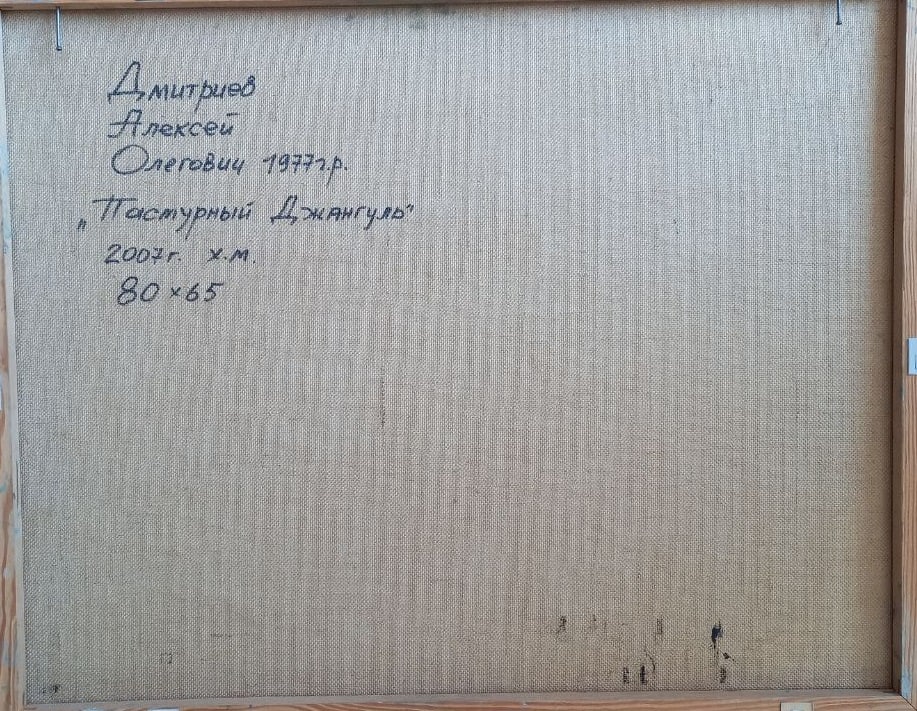 Дмитриев
Алексей
Олегович 1977г.р.
„Пастурный Джангуль"
2007г. х.м.
80×65